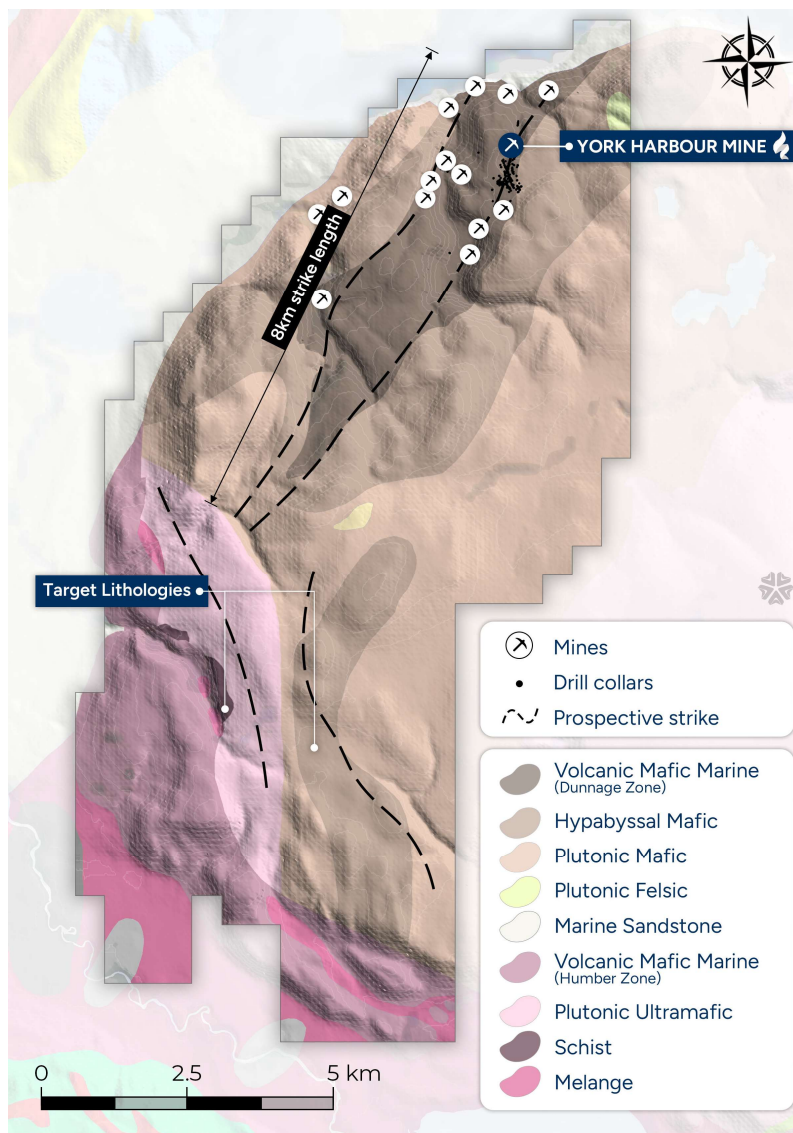 YORK HARBOUR MINE
8km strike length
Target Lithologies
Mines
Drill collars
Prospective strike
Volcanic Mafic Marine
(Dunnage Zone)
Hypabyssal Mafic
Plutonic Mafic
Plutonic Felsic
Marine Sandstone
Volcanic Mafic Marine
(Humber Zone)
Plutonic Ultramafic
Schist
Melange
0 2.5 5 km